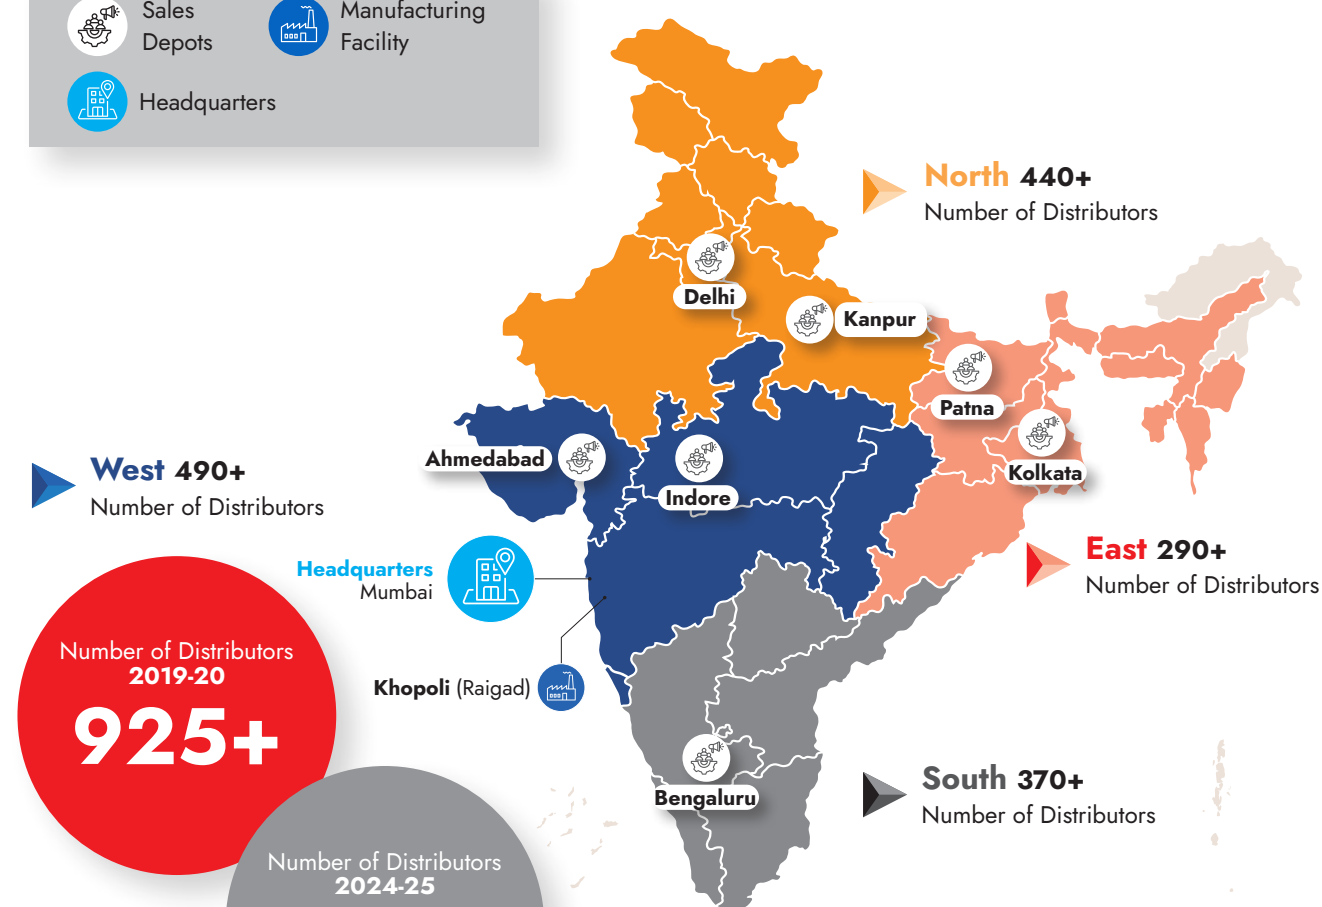 Sales
Depots
Manufacturing
Facility
Headquarters
North 440+
Number of Distributors
Delhi
Kanpur
Patna
Kolkata
Ahmedabad
Indore
West 490+
Number of Distributors
East 290+
Number of Distributors
Headquarters
Mumbai
Khopoli (Raigad)
Number of Distributors
2019-20
925+
Bengaluru
South 370+
Number of Distributors
Number of Distributors
2024-25